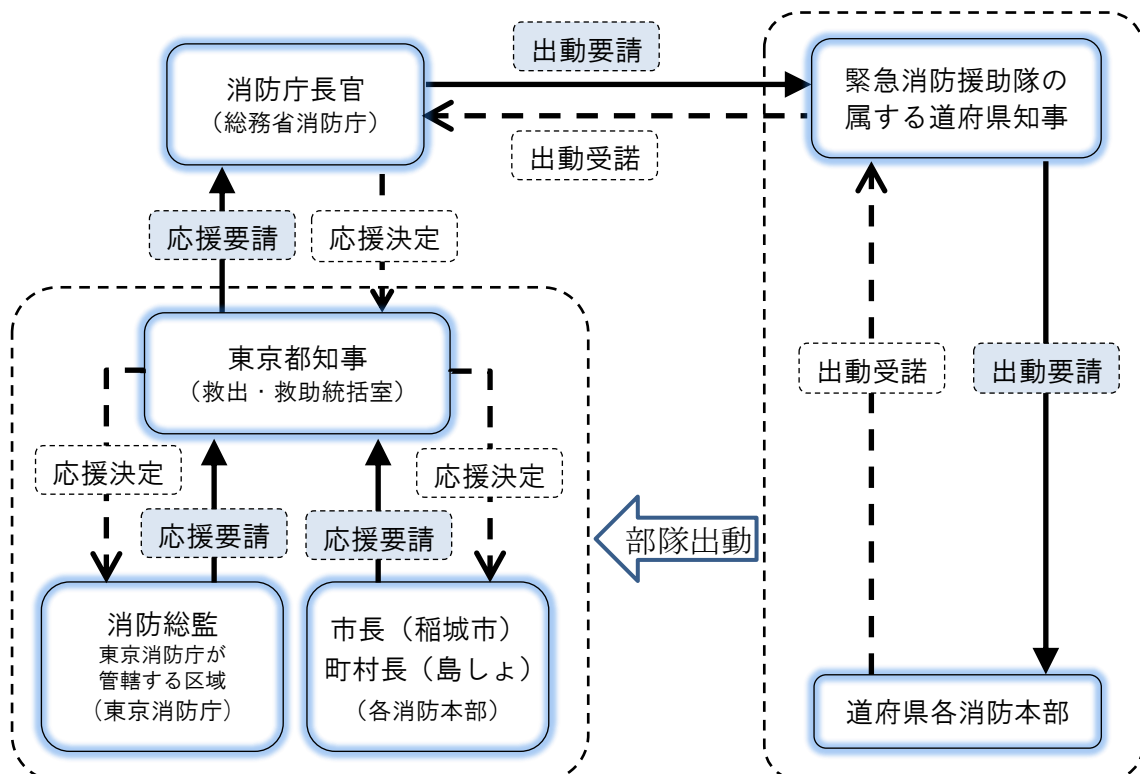 出動要請
消防庁長官
（総務省消防庁）
緊急消防援助隊の
属する道府県知事
出動受諾
応援要請
応援決定
東京都知事
（救出・救助統括室）
出動受諾
出動要請
応援決定
応援決定
応援要請
応援要請
部隊出動
消防総監
東京消防庁が
管轄する区域
（東京消防庁）
市長（稲城市）
町村長（島しょ）
（各消防本部）
道府県各消防本部